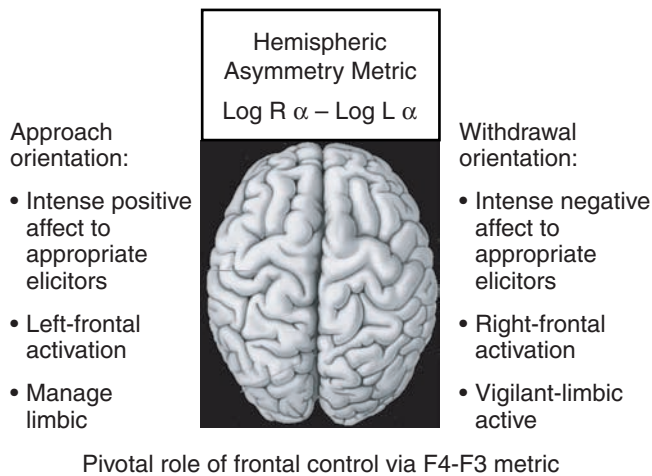 Hemispheric
Asymmetry Metric
Log R α – Log L α
Approach
orientation:
• Intense positive
affect to
appropriate
elicitors
• Left-frontal
activation
• Manage
limbic
Withdrawal
orientation:
• Intense negative
affect to
appropriate
elicitors
• Right-frontal
activation
• Vigilant-limbic
active
Pivotal role of frontal control via F4-F3 metric